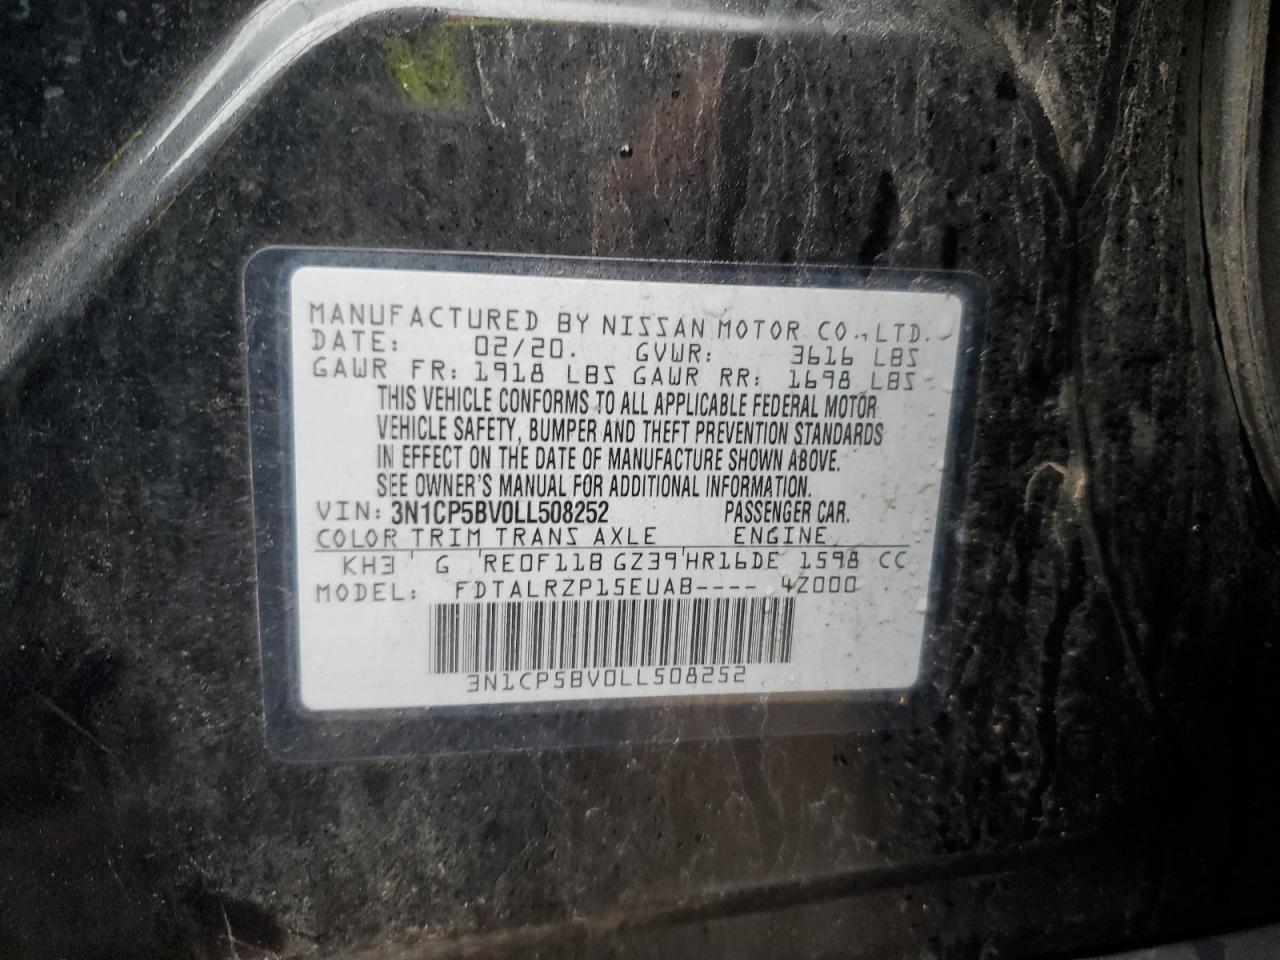 MANUFACTURED BY NISSAN MOTOR CO., LTD.
DATE: 02/20. GVWR: 3616 LBS
GAWR FR: 1918 LBS GAWR RR: 1698 LBS
THIS VEHICLE CONFORMS TO ALL APPLICABLE FEDERAL MOTOR
VEHICLE SAFETY, BUMPER AND THEFT PREVENTION STANDARDS
IN EFFECT ON THE DATE OF MANUFACTURE SHOWN ABOVE.
SEE OWNER'S MANUAL FOR ADDITIONAL INFORMATION.
VIN: 3N1CP5BV0LL508252 PASSENGER CAR.
COLOR TRIM TRANS AXLE ENGINE
KH3 G RE0F11B GZ39 HR16DE 1598 CC
MODEL: FDTALRZP15EUAB---- 4Z000
3N1CP5BV0LL508252